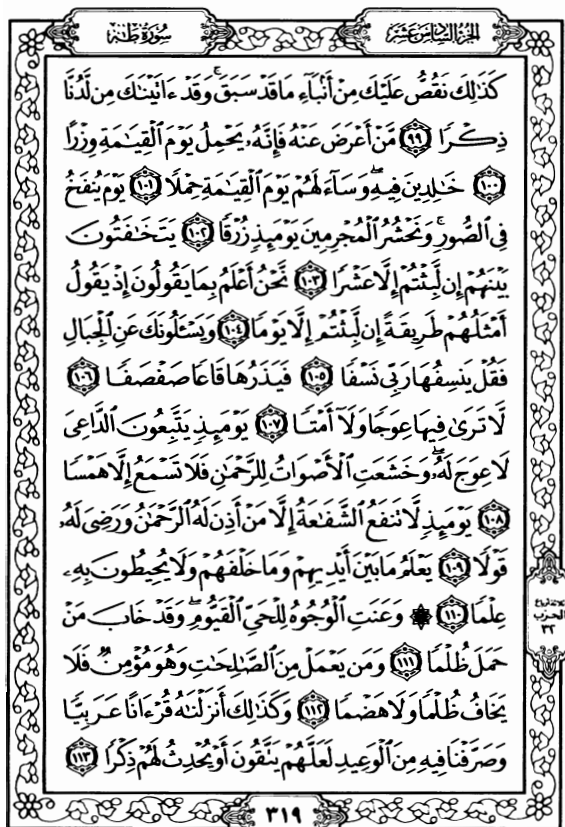 الجزء السادس عشر
سورة طه
كَذَٰلِكَ نَقُصُّ عَلَيْكَ مِنْ أَنۢبَآءِ مَا قَدْ سَبَقَ ۚ وَقَدْ ءَاتَيْنَٰكَ مِن لَّدُنَّا
ذِكْرًا ٩٩ مَّنْ أَعْرَضَ عَنْهُ فَإِنَّهُۥ يَحْمِلُ يَوْمَ ٱلْقِيَٰمَةِ وِزْرًا
١٠٠ خَٰلِدِينَ فِيهِ ۖ وَسَآءَ لَهُمْ يَوْمَ ٱلْقِيَٰمَةِ حِمْلًا ١٠١ يَوْمَ يُنفَخُ
فِى ٱلصُّورِ ۚ وَنَحْشُرُ ٱلْمُجْرِمِينَ يَوْمَئِذٍ زُرْقًا ١٠٢ يَتَخَٰفَتُونَ
بَيْنَهُمْ إِن لَّبِثْتُمْ إِلَّا عَشْرًا ١٠٣ نَّحْنُ أَعْلَمُ بِمَا يَقُولُونَ إِذْ يَقُولُ
أَمْثَلُهُمْ طَرِيقَةً إِن لَّبِثْتُمْ إِلَّا يَوْمًا ١٠٤ وَيَسْـَٔلُونَكَ عَنِ ٱلْجِبَالِ
فَقُلْ يَنسِفُهَا رَبِّى نَسْفًا ١٠٥ فَيَذَرُهَا قَاعًا صَفْصَفًا ١٠٦
لَّا تَرَىٰ فِيهَا عِوَجًا وَلَآ أَمْتًا ١٠٧ يَوْمَئِذٍ يَتَّبِعُونَ ٱلدَّاعِىَ
لَا عِوَجَ لَهُۥ ۖ وَخَشَعَتِ ٱلْأَصْوَاتُ لِلرَّحْمَٰنِ فَلَا تَسْمَعُ إِلَّا هَمْسًا
١٠٨ يَوْمَئِذٍ لَّا تَنفَعُ ٱلشَّفَٰعَةُ إِلَّا مَنْ أَذِنَ لَهُ ٱلرَّحْمَٰنُ وَرَضِىَ لَهُۥ
قَوْلًا ١٠٩ يَعْلَمُ مَا بَيْنَ أَيْدِيهِمْ وَمَا خَلْفَهُمْ وَلَا يُحِيطُونَ بِهِۦ
عِلْمًا ١١٠ ۞ وَعَنَتِ ٱلْوُجُوهُ لِلْحَىِّ ٱلْقَيُّومِ ۖ وَقَدْ خَابَ مَنْ
حَمَلَ ظُلْمًا ١١١ وَمَن يَعْمَلْ مِنَ ٱلصَّٰلِحَٰتِ وَهُوَ مُؤْمِنٌ فَلَا
يَخَافُ ظُلْمًا وَلَا هَضْمًا ١١٢ وَكَذَٰلِكَ أَنزَلْنَٰهُ قُرْءَانًا عَرَبِيًّا
وَصَرَّفْنَا فِيهِ مِنَ ٱلْوَعِيدِ لَعَلَّهُمْ يَتَّقُونَ أَوْ يُحْدِثُ لَهُمْ ذِكْرًا ١١٣
الحزب
٣٢
٣١٩